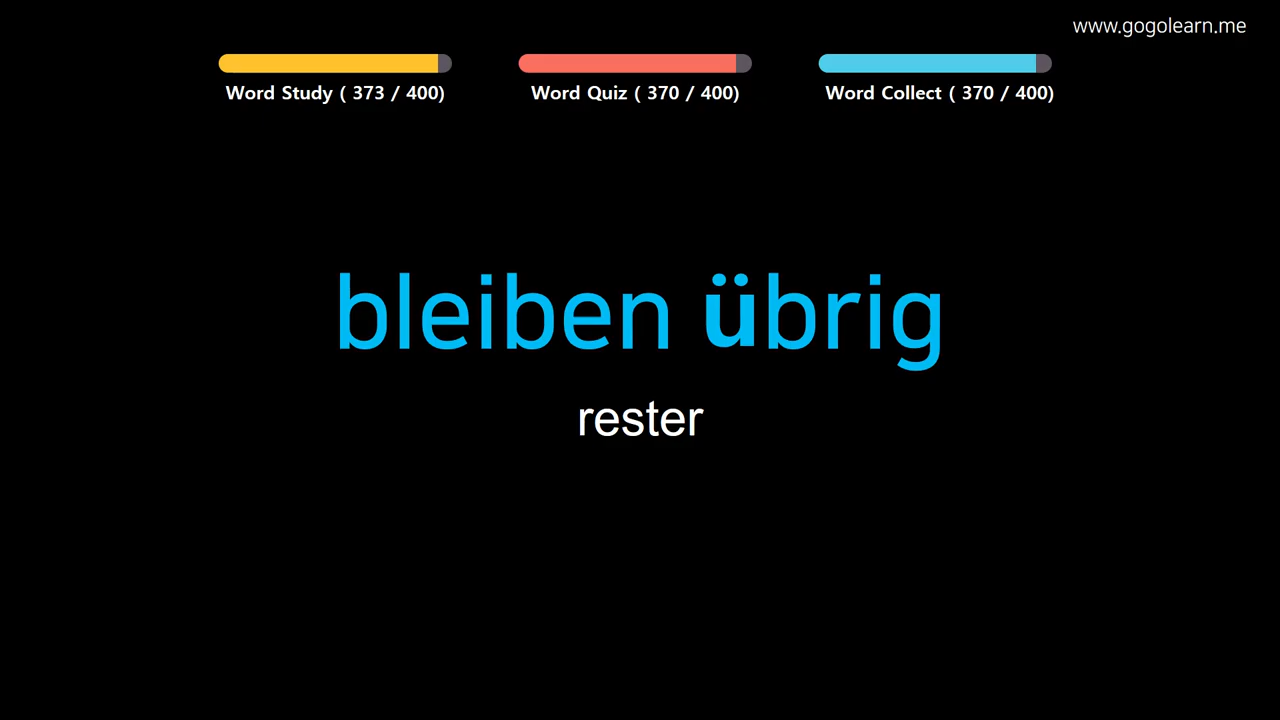 www.gogolearn.me
Word Study ( 373 / 400)
Word Quiz ( 370 / 400)
Word Collect ( 370 / 400)
bleiben übrig
rester